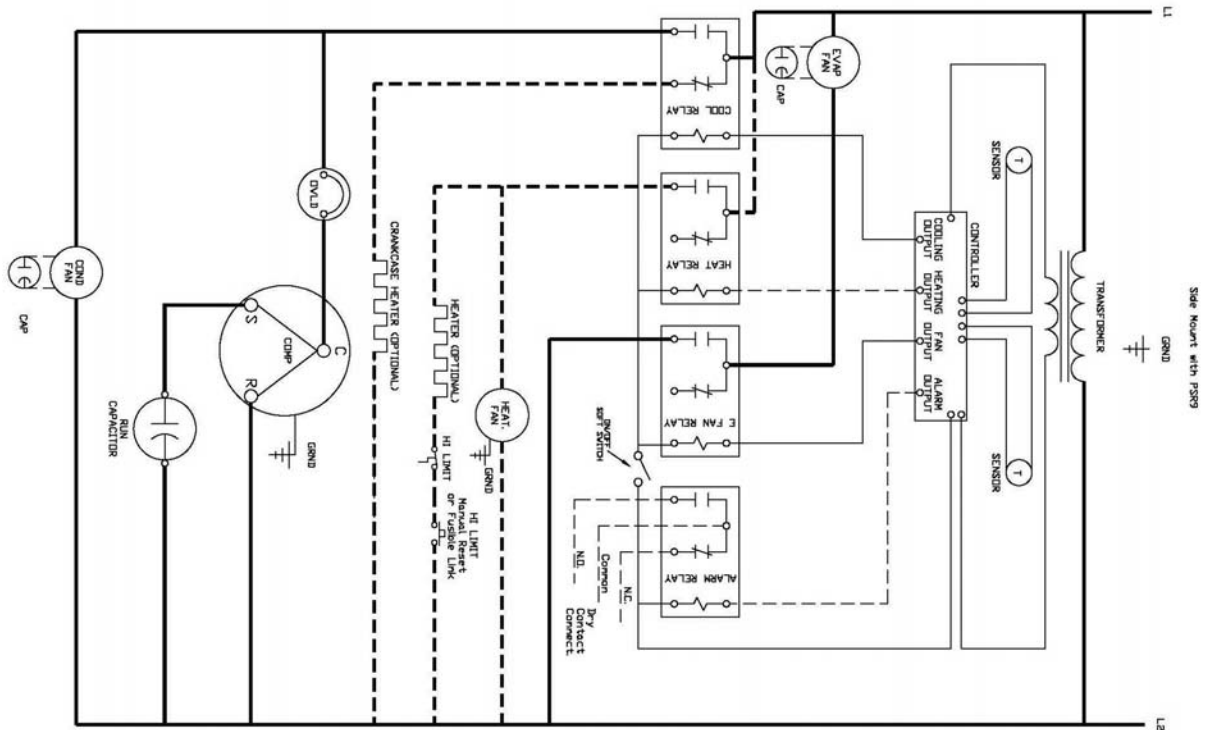 L1
EVAP
FAN
CAP
COOL RELAY
SENSOR
T
CONTROLLER
COOLING
OUTPUT
HEATING
OUTPUT
FAN
OUTPUT
ALARM
OUTPUT
TRANSFORMER
GRND
Side Mount with PSR9
SENSOR
T
HEAT RELAY
E FAN RELAY
ON/OFF
SOFT SWITCH
ALARM RELAY
N.O.
Common
N.C.
Dry
Contact
Connect.
OVLD
CRANKCASE HEATER (OPTIONAL)
HEATER (OPTIONAL)
HEAT.
FAN
GRND
HI LIMIT
HI LIMIT
Manual Reset
or Fusible Link
COND
FAN
CAP
C
S
R
COMP
GRND
RUN
CAPACITOR
L2